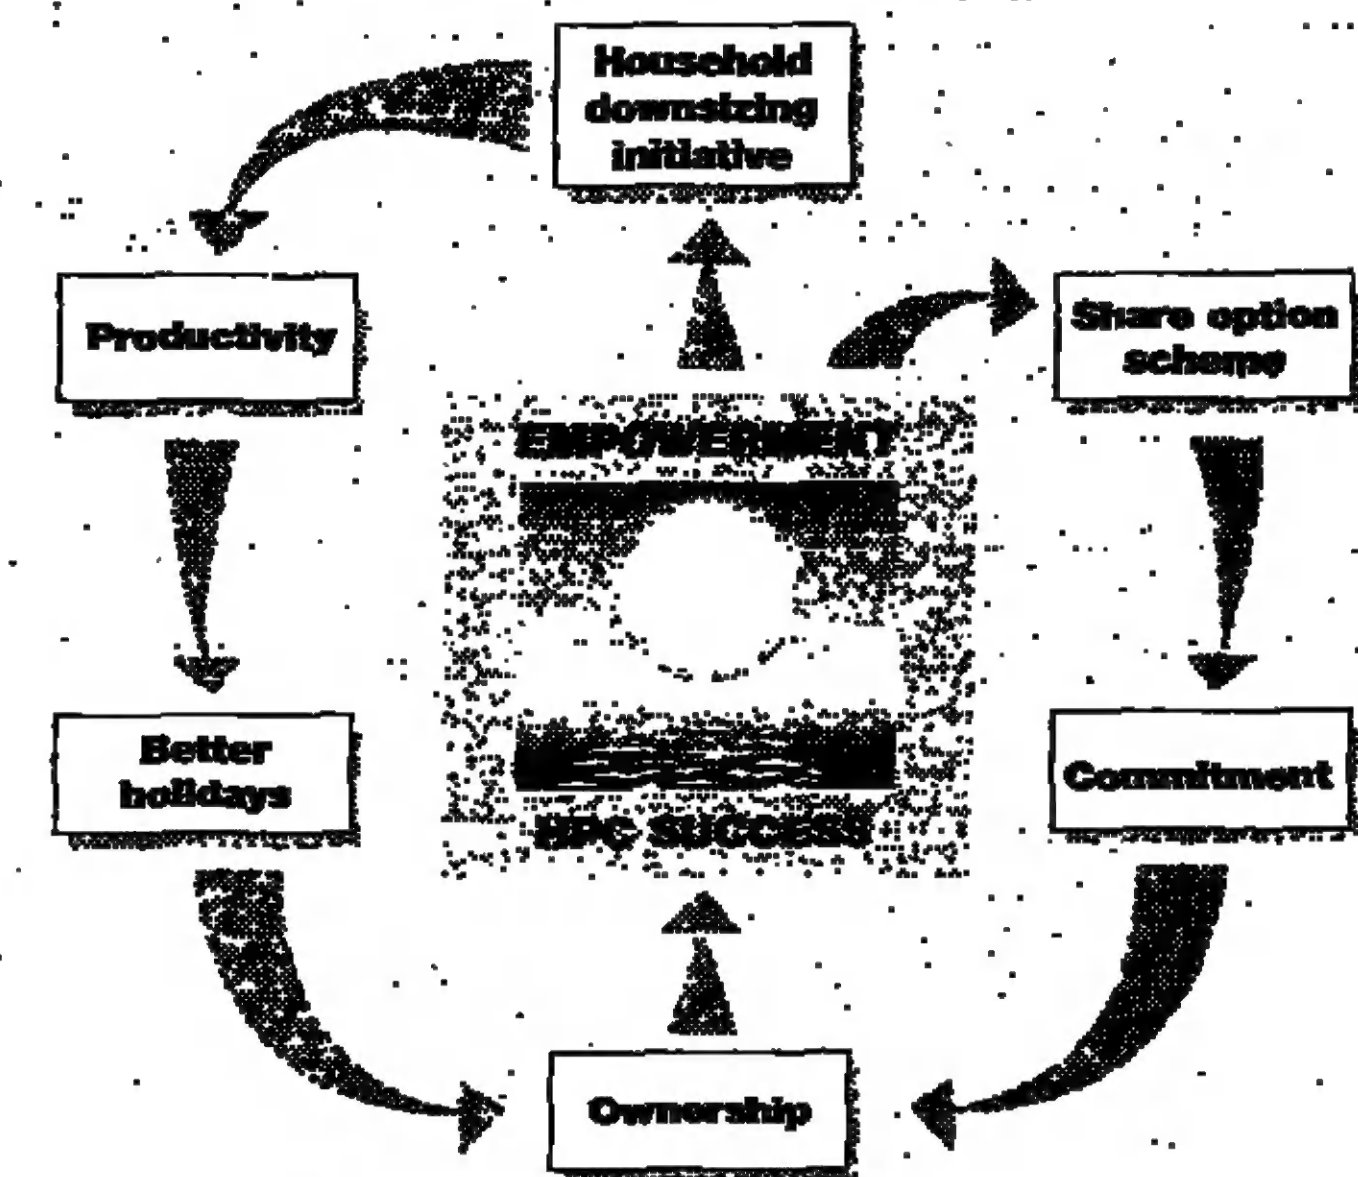 Household
downsizing
initiative
Productivity
Share option
scheme
EMPOWERMENT
Better
holidays
Commitment
HPC SUCCESS
Ownership